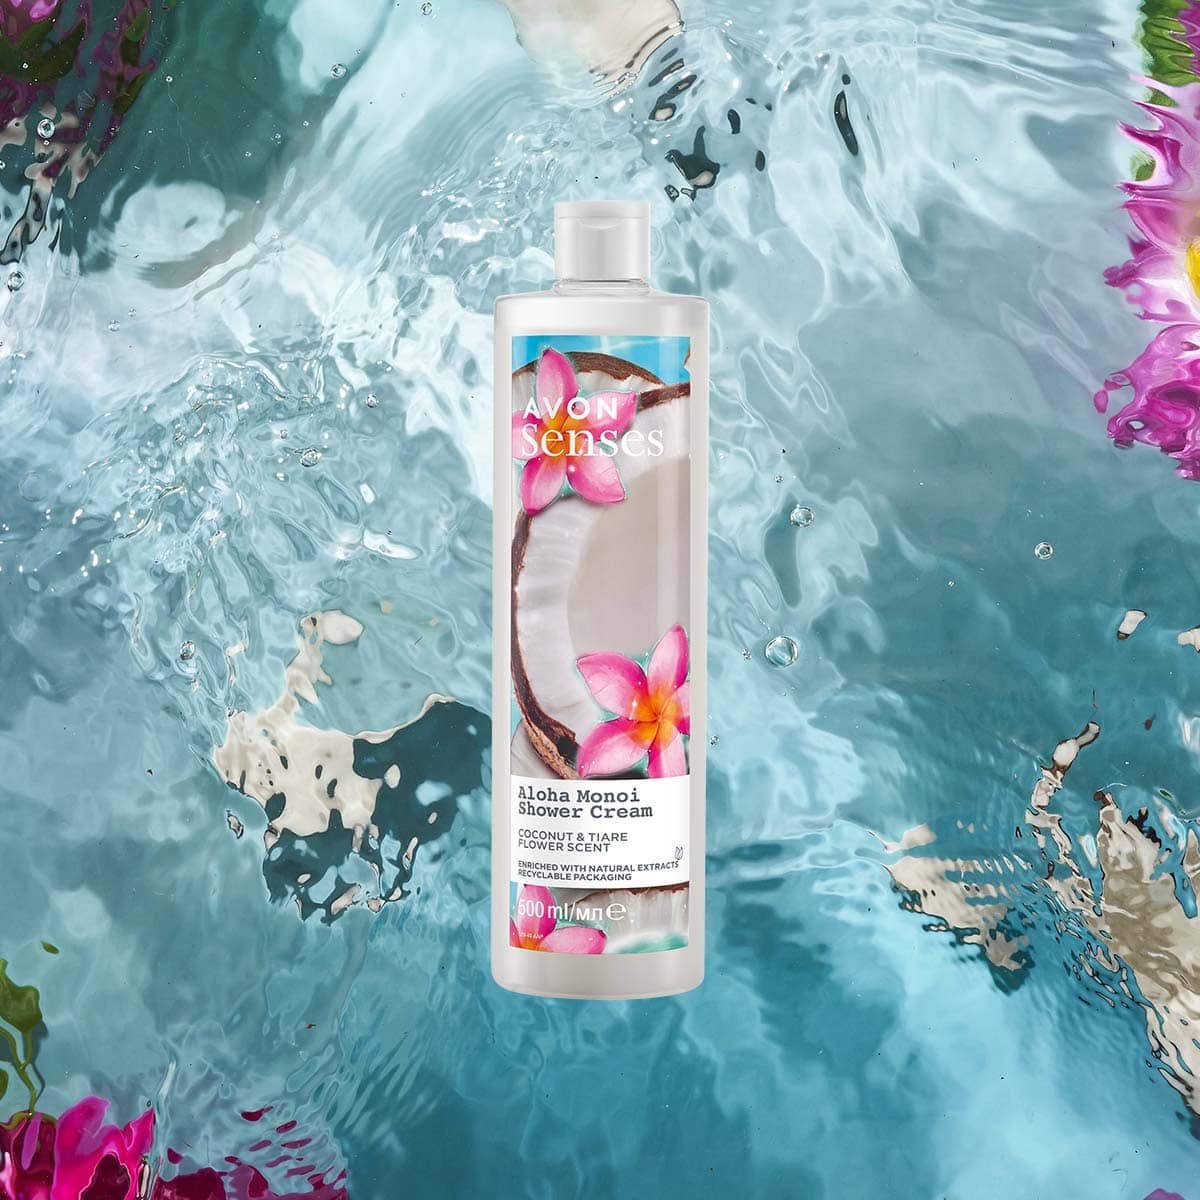 AVON
Senses
Aloha Monoi
Shower Cream
COCONUT & TIARE
FLOWER SCENT
ENRICHED WITH NATURAL EXTRACTS
RECYCLABLE PACKAGING
500 ml/мл e